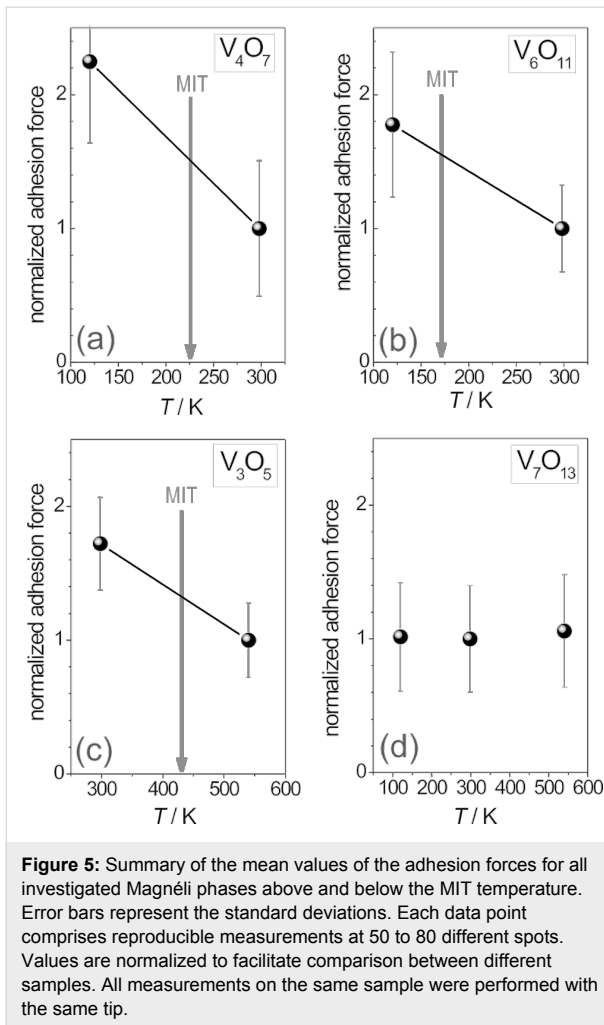 V₄O₇
MIT
2
1
0
normalized adhesion force
(a)
100 150 200 250 300
T / K
V₆O₁₁
MIT
2
1
0
normalized adhesion force
(b)
100 150 200 250 300
T / K
V₃O₅
MIT
2
1
0
normalized adhesion force
(c)
300 400 500 600
T / K
V₇O₁₃
2
1
0
normalized adhesion force
(d)
100 200 300 400 500 600
T / K
Figure 5: Summary of the mean values of the adhesion forces for all
investigated Magnéli phases above and below the MIT temperature.
Error bars represent the standard deviations. Each data point
comprises reproducible measurements at 50 to 80 different spots.
Values are normalized to facilitate comparison between different
samples. All measurements on the same sample were performed with
the same tip.